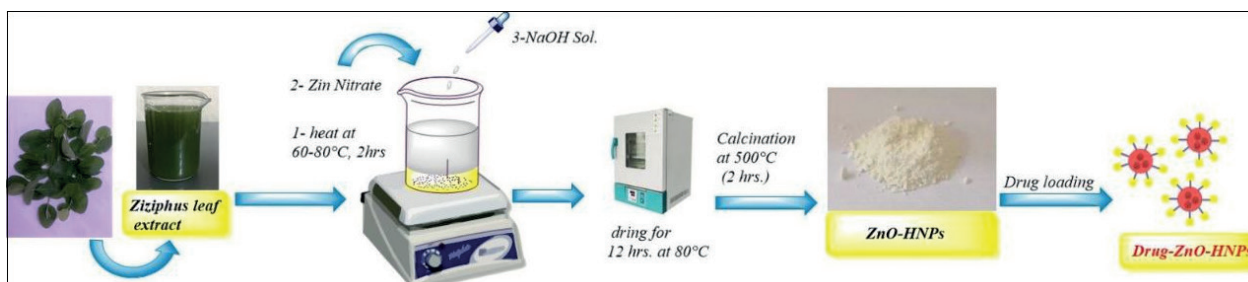 3-NaOH Sol.
2- Zin Nitrate
1- heat at
60-80°C, 2hrs
Ziziphus leaf
extract
dring for
12 hrs. at 80°C
Calcination
at 500°C
(2 hrs.)
ZnO-HNPs
Drug loading
Drug-ZnO-HNPs